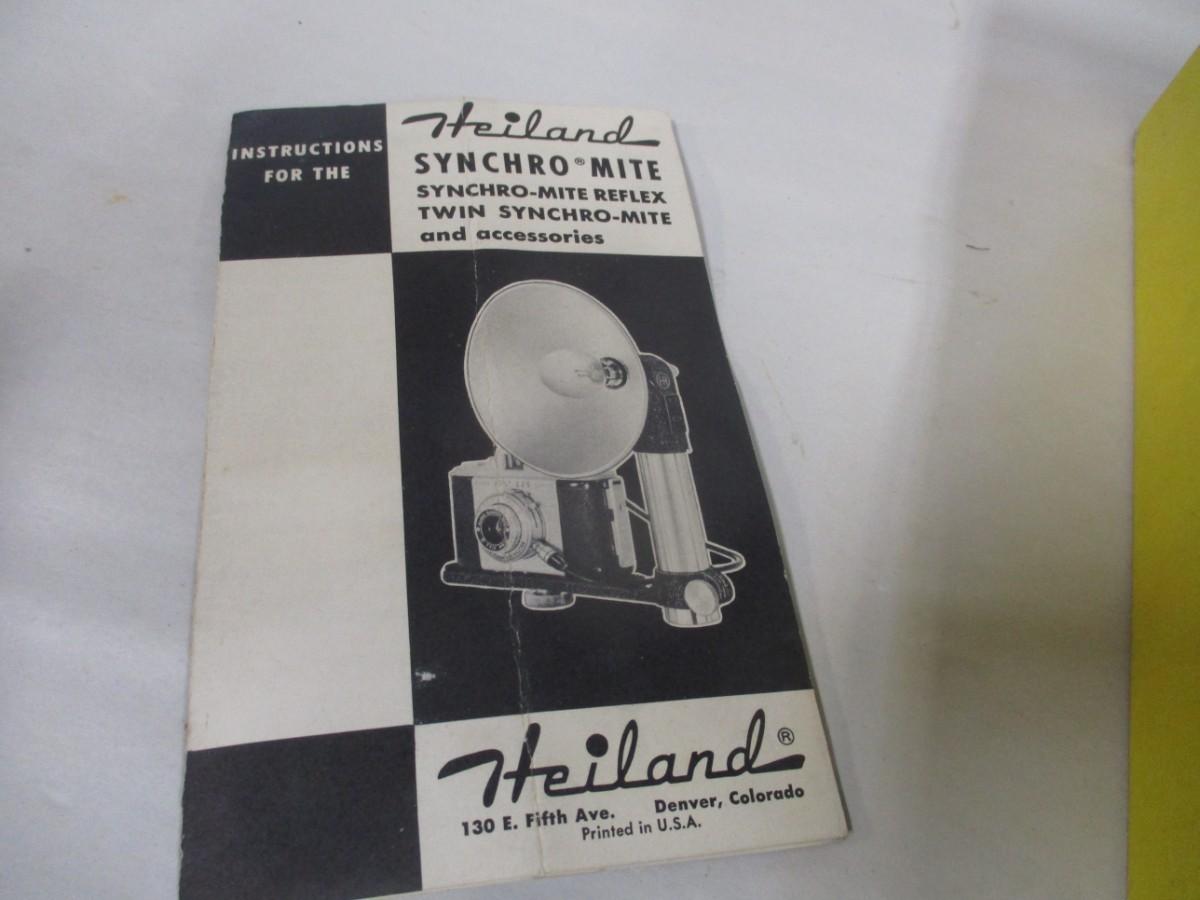 INSTRUCTIONS
FOR THE
Heiland
SYNCHRO® MITE
SYNCHRO-MITE REFLEX
TWIN SYNCHRO-MITE
and accessories
Heiland®
130 E. Fifth Ave. Denver, Colorado
Printed in U.S.A.